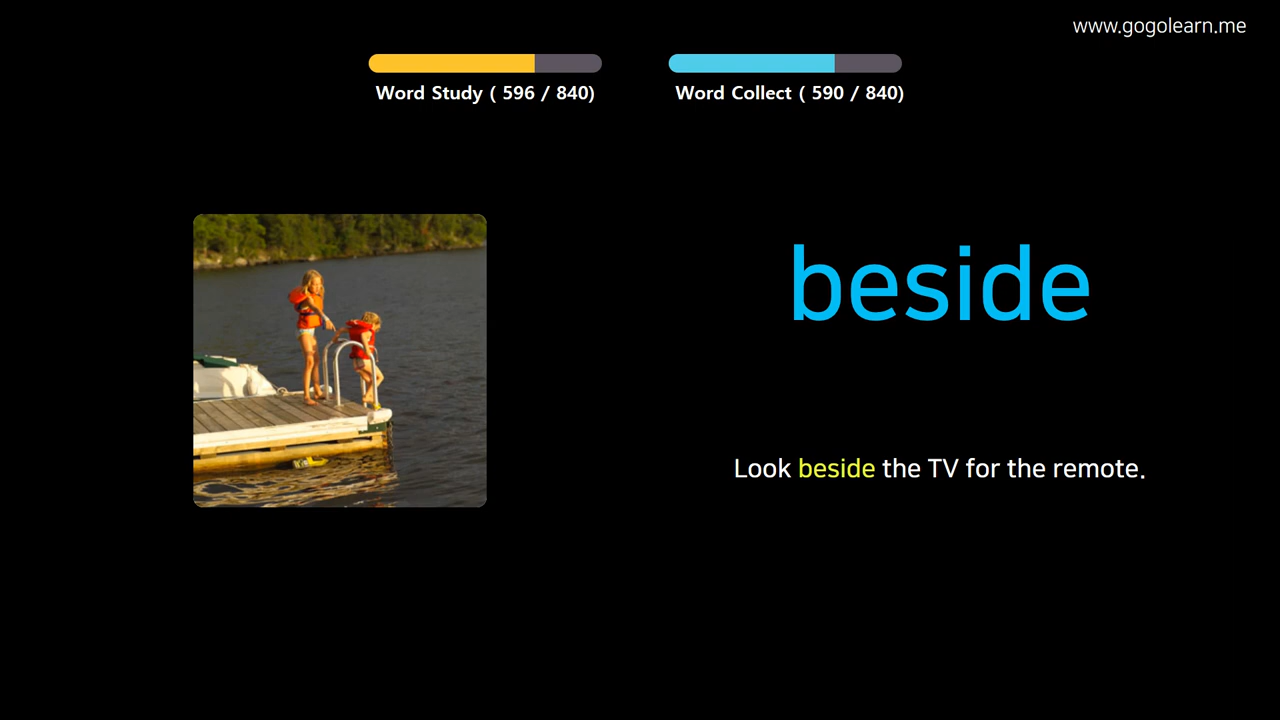 www.gogolearn.me
Word Study ( 596 / 840)
Word Collect ( 590 / 840)
beside
Look beside the TV for the remote.